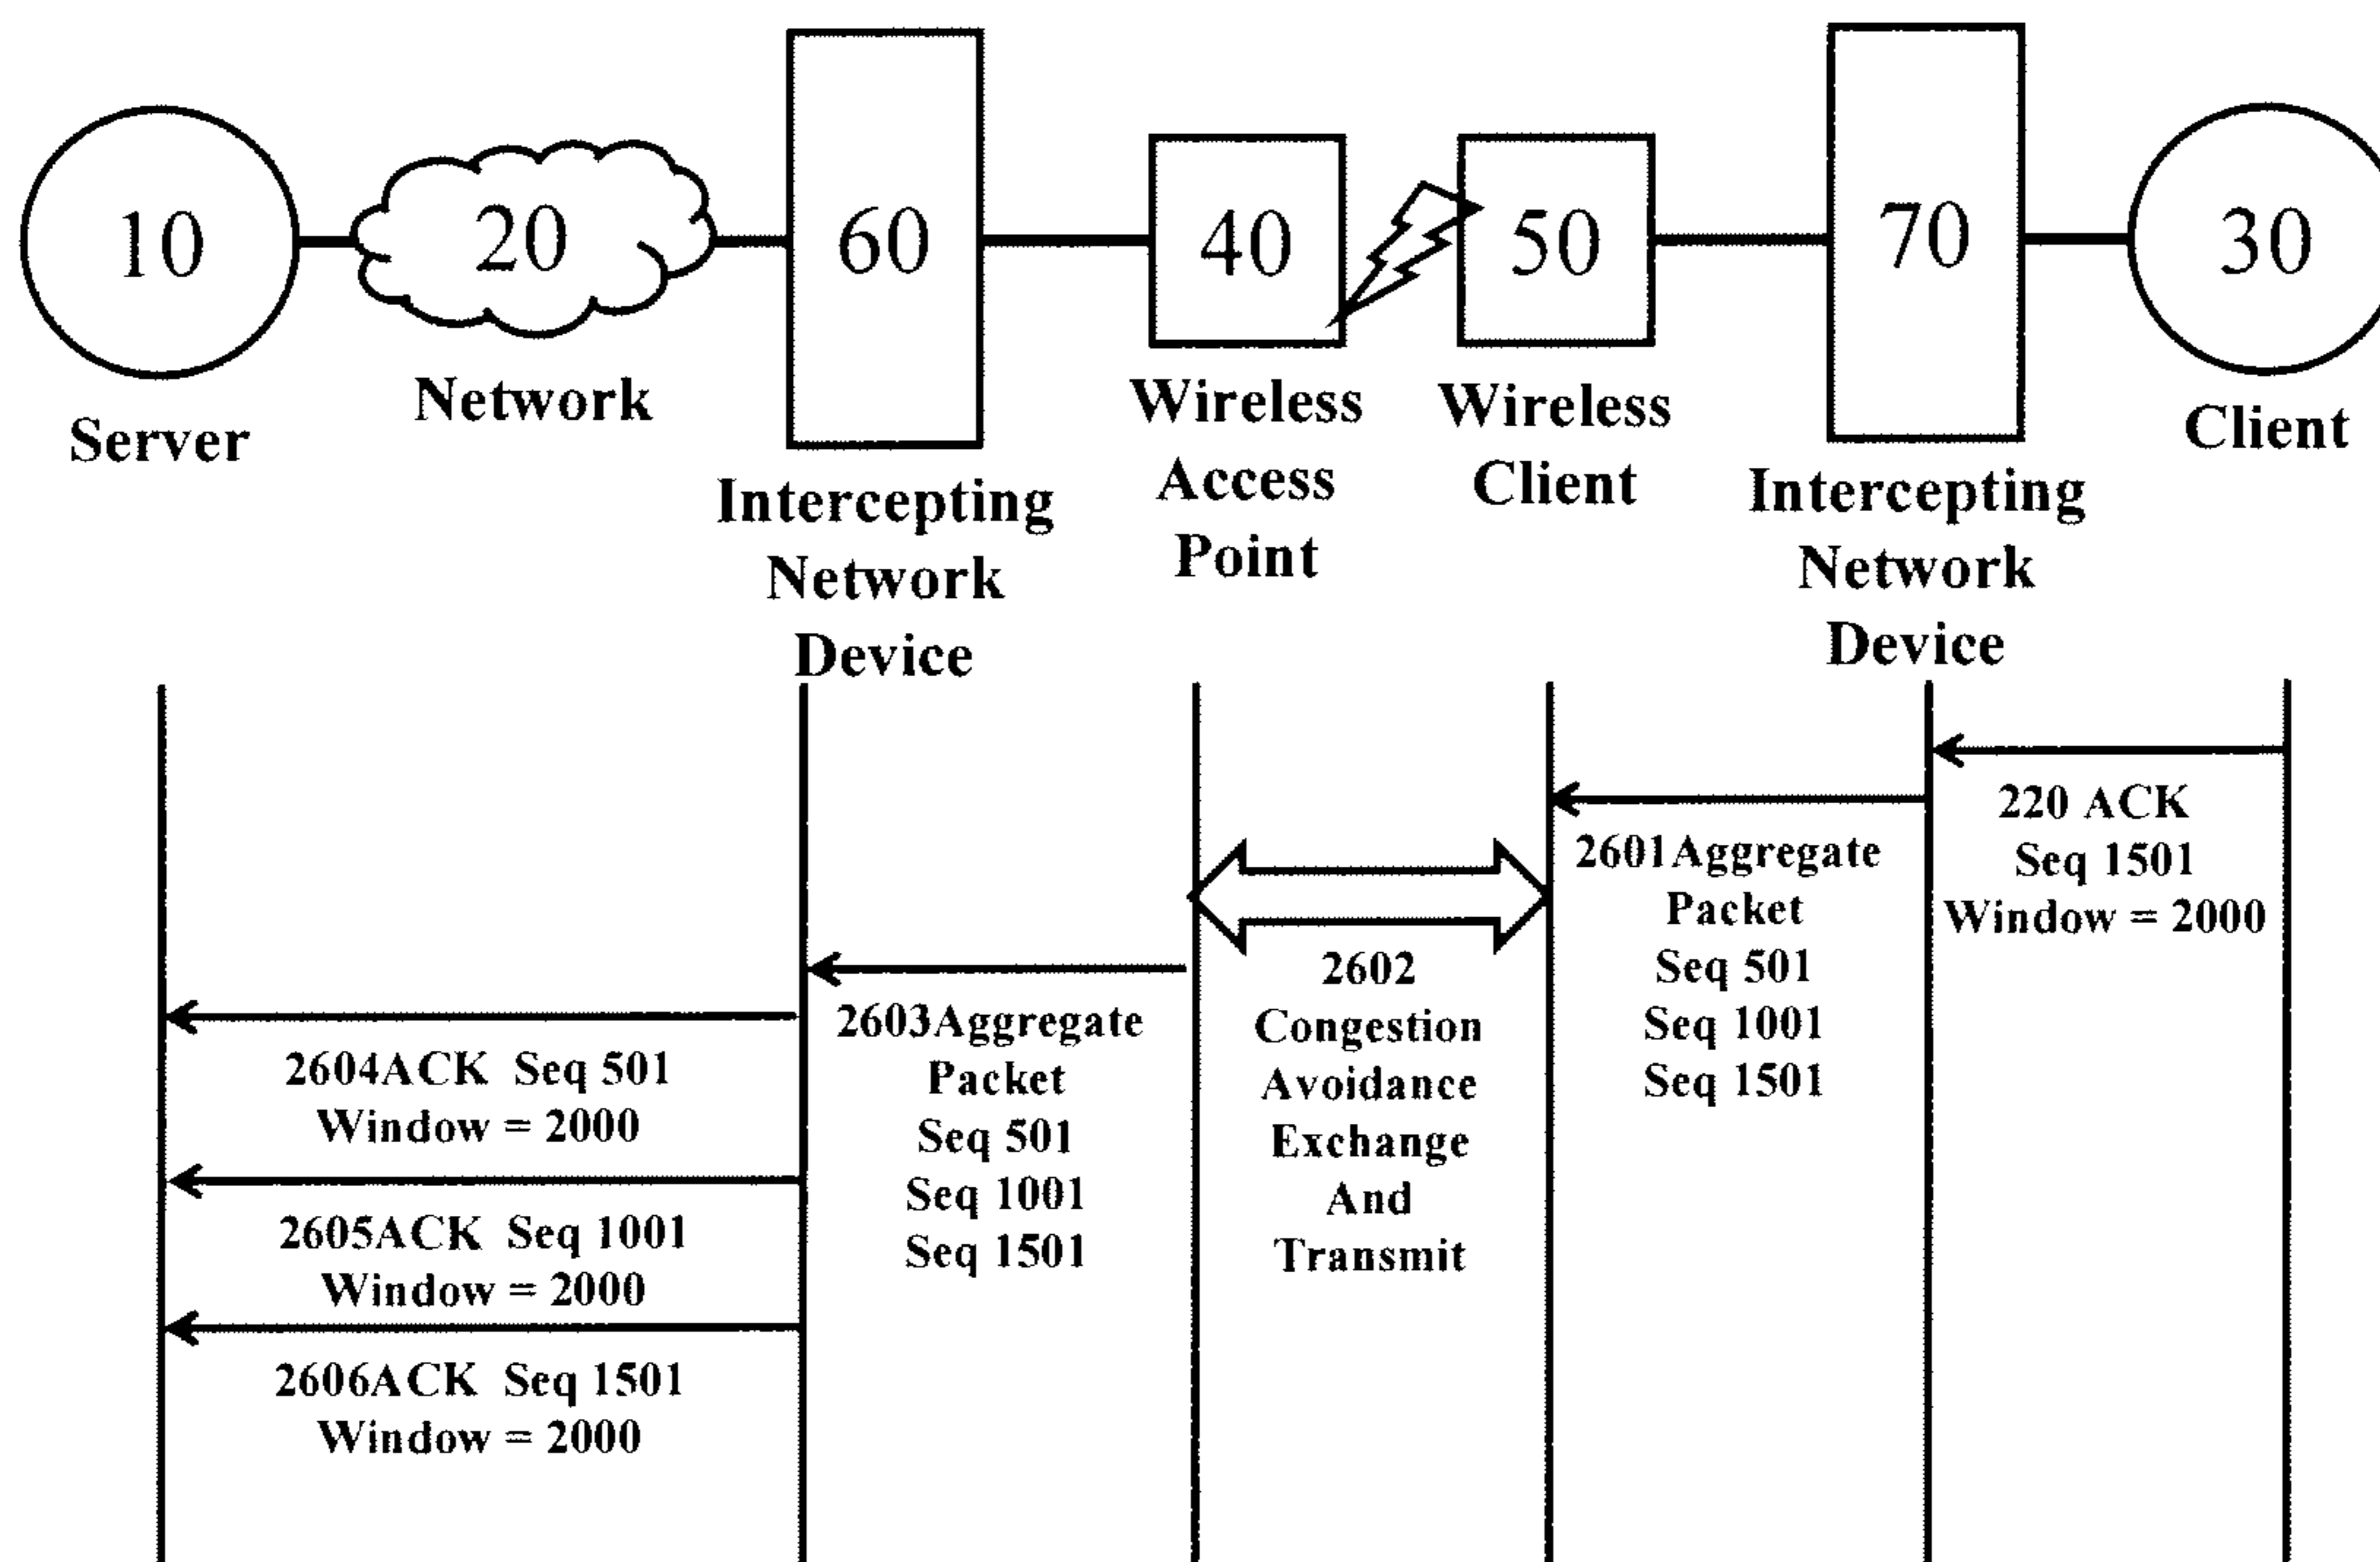 10
20
60
40
50
70
30
Server
Network
Intercepting
Network
Device
Wireless
Access
Point
Wireless
Client
Intercepting
Network
Device
Client
220 ACK
Seq 1501
Window = 2000
2601Aggregate
Packet
Seq 501
Seq 1001
Seq 1501
2602
Congestion
Avoidance
Exchange
And
Transmit
2603Aggregate
Packet
Seq 501
Seq 1001
Seq 1501
2604ACK Seq 501
Window = 2000
2605ACK Seq 1001
Window = 2000
2606ACK Seq 1501
Window = 2000